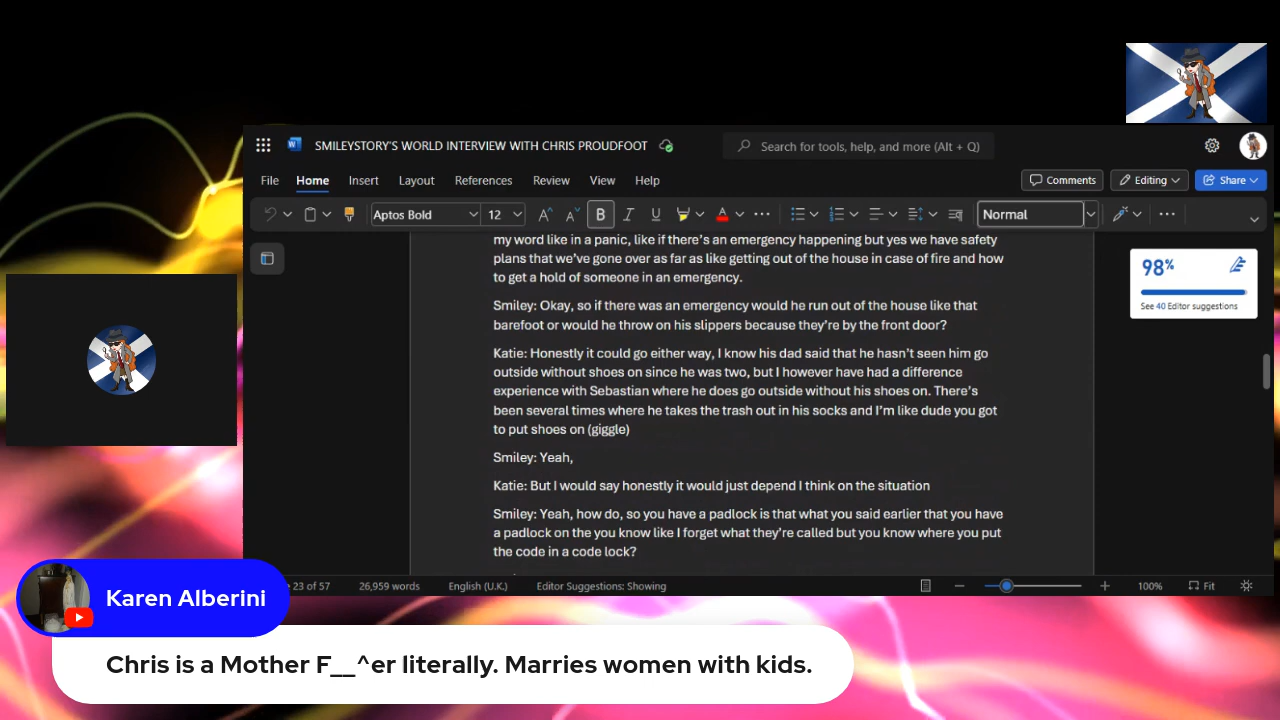 SMILEYSTORY'S WORLD INTERVIEW WITH CHRIS PROUDFOOT
Search for tools, help, and more (Alt + Q)
File Home Insert Layout References Review View Help
Comments Editing Share
Aptos Bold 12 B I U A Normal
my word like in a panic, like if there's an emergency happening but yes we have safety
plans that we've gone over as far as like getting out of the house in case of fire and how
to get a hold of someone in an emergency.
98%
See 40 Editor suggestions
Smiley: Okay, so if there was an emergency would he run out of the house like that
barefoot or would he throw on his slippers because they're by the front door?
Katie: Honestly it could go either way, I know his dad said that he hasn't seen him go
outside without shoes on since he was two, but I however have had a difference
experience with Sebastian where he does go outside without his shoes on. There's
been several times where he takes the trash out in his socks and I'm like dude you got
to put shoes on (giggle)
Smiley: Yeah,
Katie: But I would say honestly it would just depend I think on the situation
Smiley: Yeah, how do, so you have a padlock is that what you said earlier that you have
a padlock on the you know like I forget what they're called but you know where you put
the code in a code lock?
23 of 57 26,959 words English (U.K.) Editor Suggestions: Showing 100% Fit
Karen Alberini
Chris is a Mother F__^er literally. Marries women with kids.